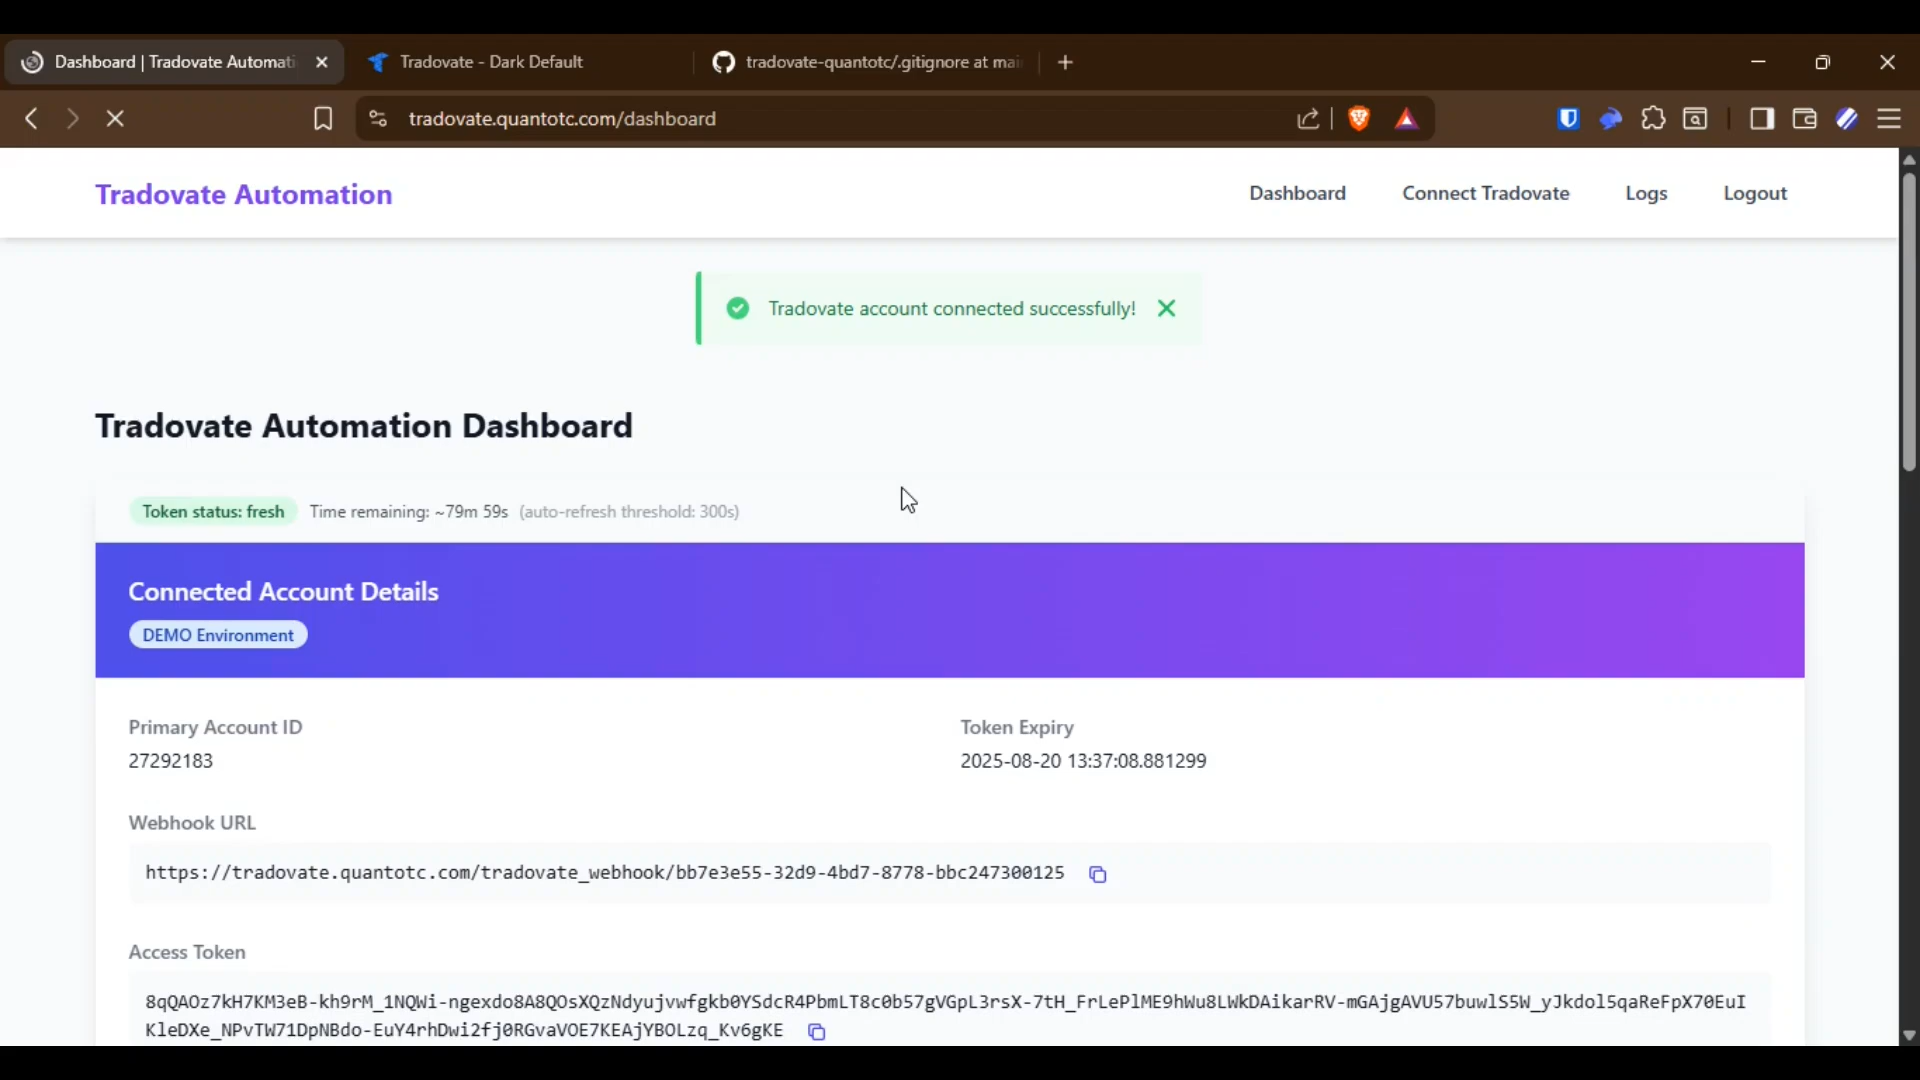 Dashboard | Tradovate Automati
Tradovate - Dark Default
tradovate-quantotc/.gitignore at mai
tradovate.quantotc.com/dashboard
Tradovate Automation
Dashboard
Connect Tradovate
Logs
Logout
Tradovate account connected successfully!
Tradovate Automation Dashboard
Token status: fresh
Time remaining: ~79m 59s (auto-refresh threshold: 300s)
Connected Account Details
DEMO Environment
Primary Account ID
27292183
Token Expiry
2025-08-20 13:37:08.881299
Webhook URL
https://tradovate.quantotc.com/tradovate_webhook/bb7e3e55-32d9-4bd7-8778-bbc247300125
Access Token
8qQAOz7kH7KM3eB-kh9rM_1NQWi-ngexdo8A8QOsXQzNdyujvwfgkb0YSdcR4PbmLT8c0b57gVGpL3rsX-7tH_FrLePlME9hWu8LWkDAikarRV-mGAjgAVU57buwlS5W_yJkdol5qaReFpX70EuI
KleDXe_NPvTW71DpNBdo-EuY4rhDwi2fj0RGvaVOE7KEAjYBOLzq_Kv6gKE